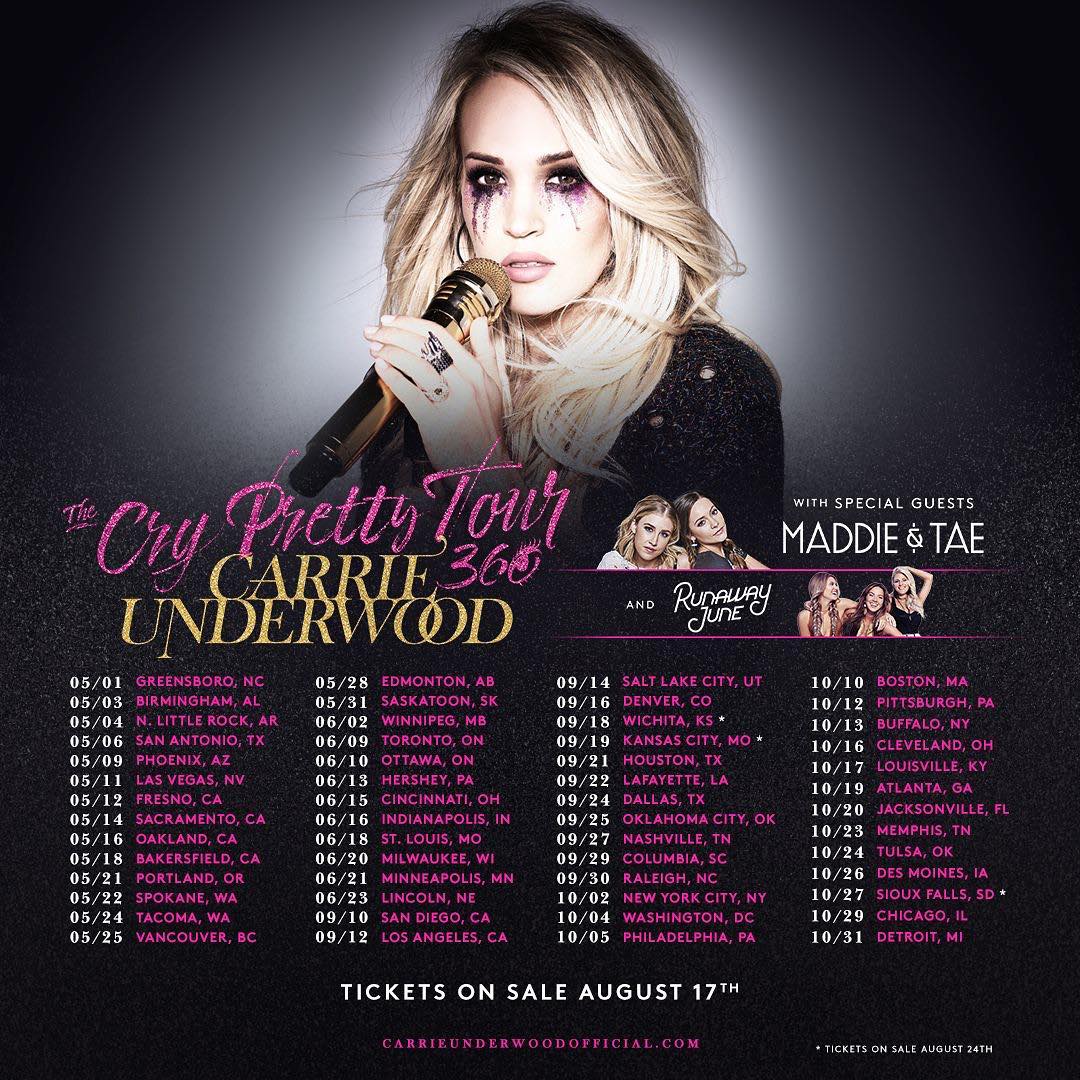 The Cry Pretty Tour
360
CARRIE
UNDERWOOD
WITH SPECIAL GUESTS
MADDIE & TAE
AND RUNAWAY JUNE
05/01 GREENSBORO, NC
05/03 BIRMINGHAM, AL
05/04 N. LITTLE ROCK, AR
05/06 SAN ANTONIO, TX
05/09 PHOENIX, AZ
05/11 LAS VEGAS, NV
05/12 FRESNO, CA
05/14 SACRAMENTO, CA
05/16 OAKLAND, CA
05/18 BAKERSFIELD, CA
05/21 PORTLAND, OR
05/22 SPOKANE, WA
05/24 TACOMA, WA
05/25 VANCOUVER, BC
05/28 EDMONTON, AB
05/31 SASKATOON, SK
06/02 WINNIPEG, MB
06/09 TORONTO, ON
06/10 OTTAWA, ON
06/13 HERSHEY, PA
06/15 CINCINNATI, OH
06/16 INDIANAPOLIS, IN
06/18 ST. LOUIS, MO
06/20 MILWAUKEE, WI
06/21 MINNEAPOLIS, MN
06/23 LINCOLN, NE
09/10 SAN DIEGO, CA
09/12 LOS ANGELES, CA
09/14 SALT LAKE CITY, UT
09/16 DENVER, CO
09/18 WICHITA, KS *
09/19 KANSAS CITY, MO *
09/21 HOUSTON, TX
09/22 LAFAYETTE, LA
09/24 DALLAS, TX
09/25 OKLAHOMA CITY, OK
09/27 NASHVILLE, TN
09/29 COLUMBIA, SC
09/30 RALEIGH, NC
10/02 NEW YORK CITY, NY
10/04 WASHINGTON, DC
10/05 PHILADELPHIA, PA
10/10 BOSTON, MA
10/12 PITTSBURGH, PA
10/13 BUFFALO, NY
10/16 CLEVELAND, OH
10/17 LOUISVILLE, KY
10/19 ATLANTA, GA
10/20 JACKSONVILLE, FL
10/23 MEMPHIS, TN
10/24 TULSA, OK
10/26 DES MOINES, IA
10/27 SIOUX FALLS, SD *
10/29 CHICAGO, IL
10/31 DETROIT, MI
TICKETS ON SALE AUGUST 17TH
CARRIEUNDERWOODOFFICIAL.COM
* TICKETS ON SALE AUGUST 24TH